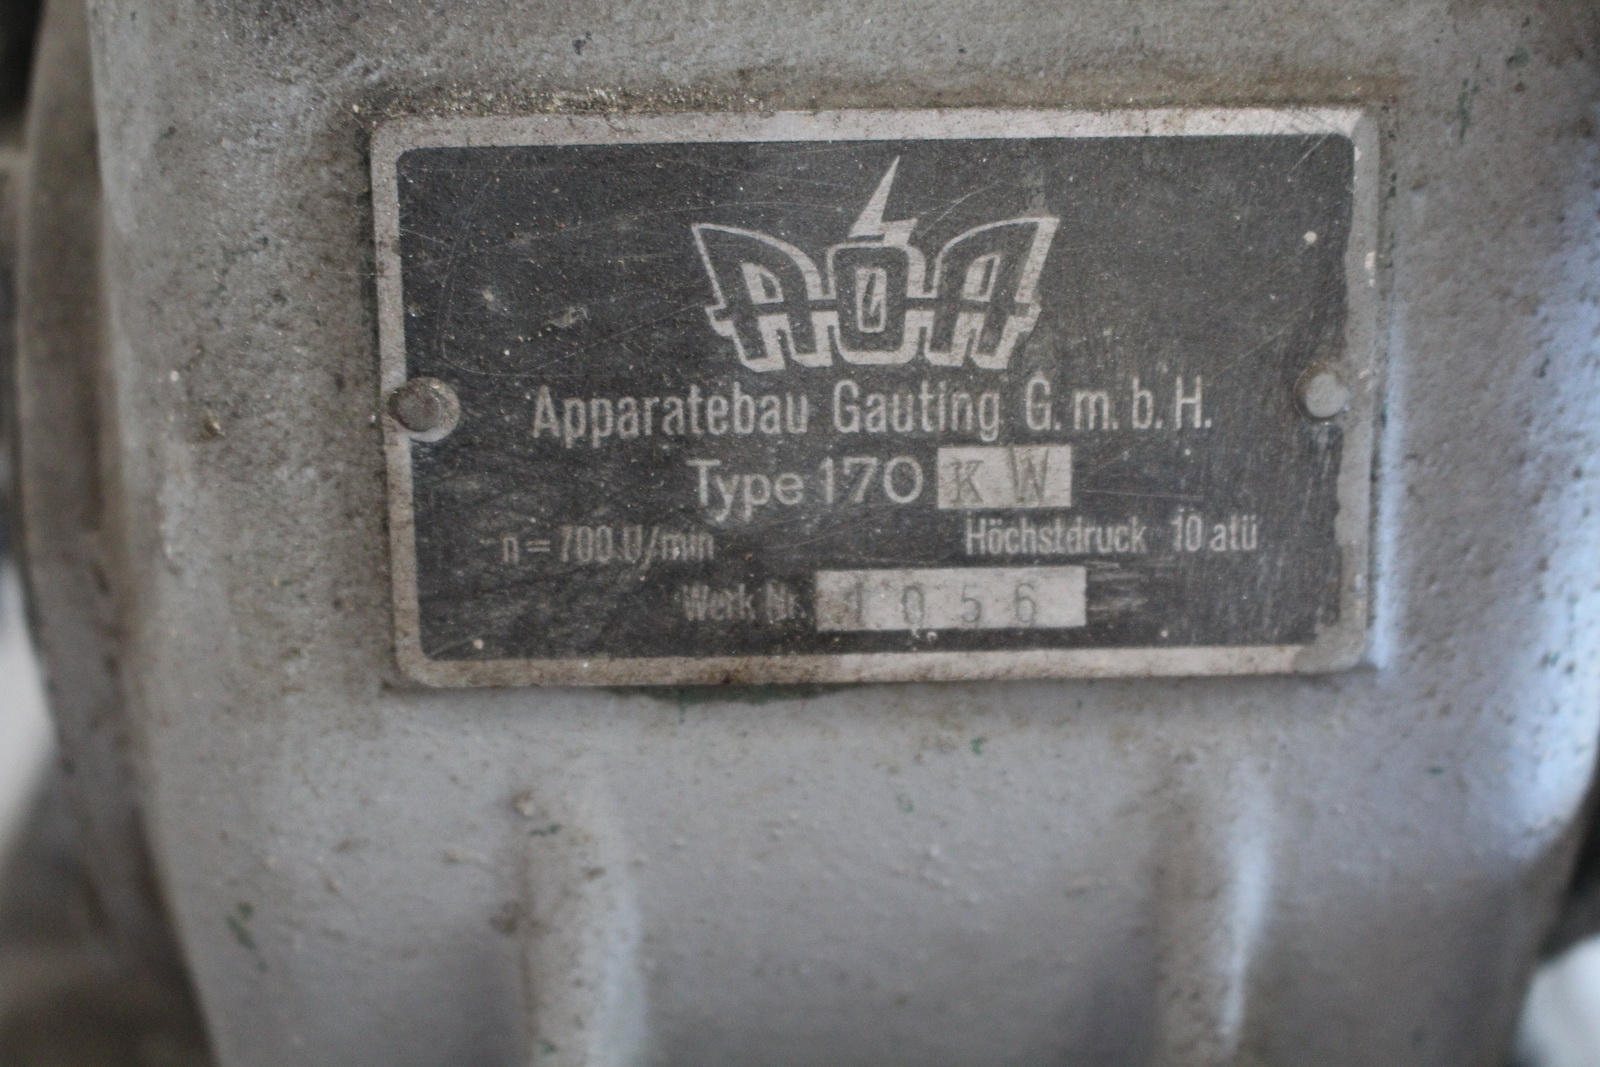 AOA
Apparatebau Gauting G.m.b.H.
Type 170 KW
n = 700 U/min Höchstdruck 10 atü
Werk Nr. 1056